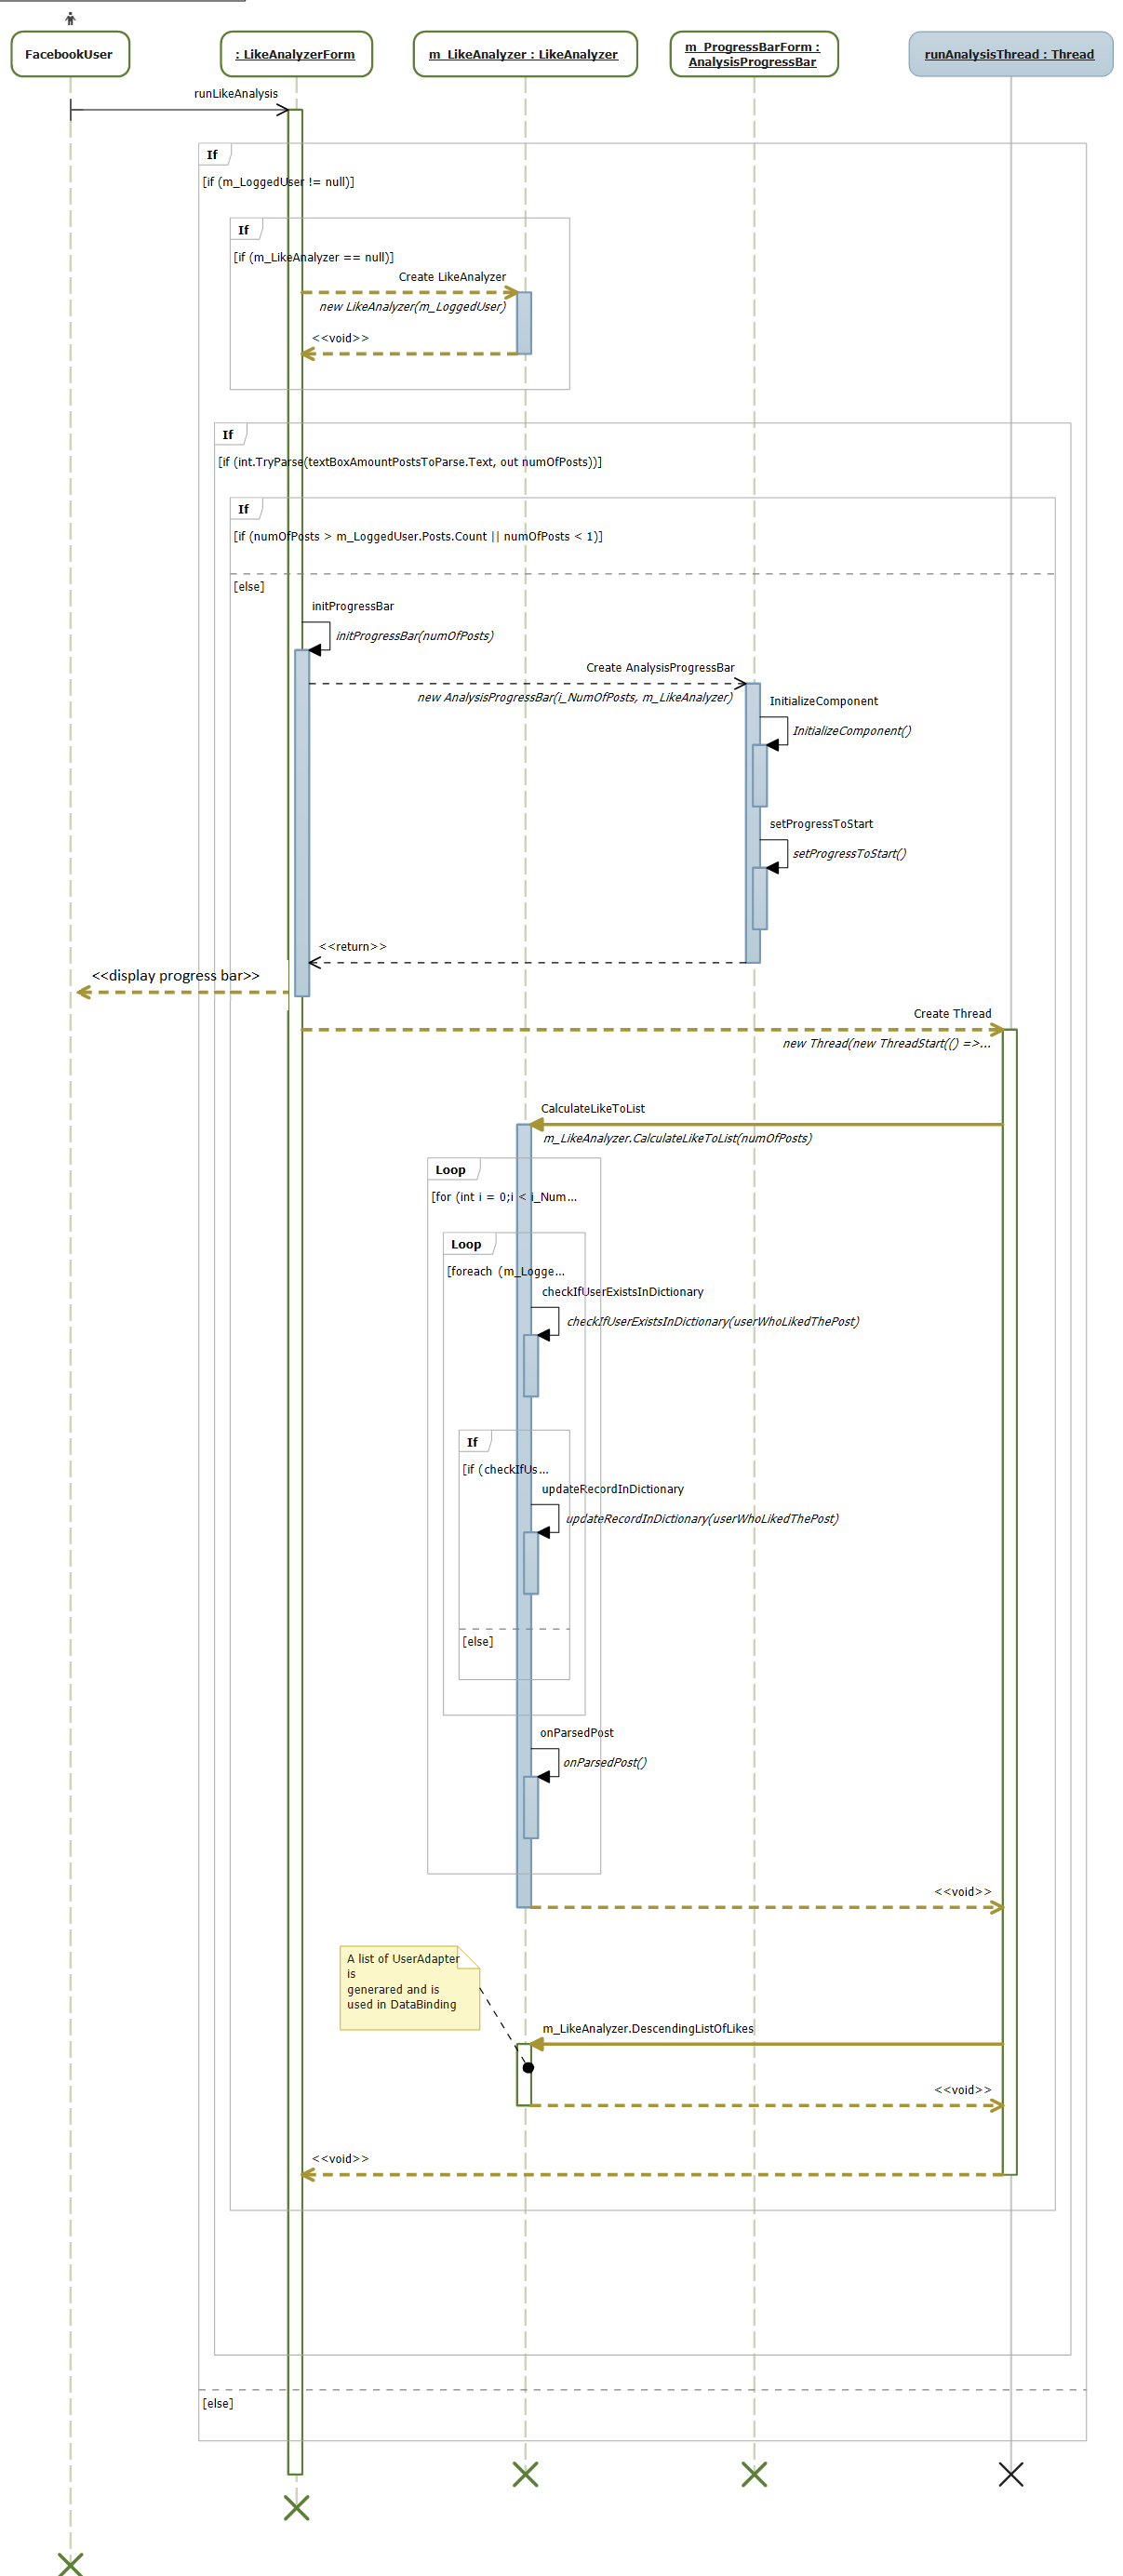 FacebookUser
: LikeAnalyzerForm
m_LikeAnalyzer : LikeAnalyzer
m_ProgressBarForm :
AnalysisProgressBar
runAnalysisThread : Thread
runLikeAnalysis
If
[if (m_LoggedUser != null)]
If
[if (m_LikeAnalyzer == null)]
Create LikeAnalyzer
new LikeAnalyzer(m_LoggedUser)
<<void>>
If
[if (int.TryParse(textBoxAmountPostsToParse.Text, out numOfPosts))]
If
[if (numOfPosts > m_LoggedUser.Posts.Count || numOfPosts < 1)]
[else]
initProgressBar
initProgressBar(numOfPosts)
Create AnalysisProgressBar
new AnalysisProgressBar(i_NumOfPosts, m_LikeAnalyzer)
InitializeComponent
InitializeComponent()
setProgressToStart
setProgressToStart()
<<return>>
<<display progress bar>>
Create Thread
new Thread(new ThreadStart(() =>...
CalculateLikeToList
m_LikeAnalyzer.CalculateLikeToList(numOfPosts)
Loop
[for (int i = 0;i < i_Num...
Loop
[foreach (m_Logge...
checkIfUserExistsInDictionary
checkIfUserExistsInDictionary(userWhoLikedThePost)
If
[if (checkIfUs...
updateRecordInDictionary
updateRecordInDictionary(userWhoLikedThePost)
[else]
onParsedPost
onParsedPost()
<<void>>
A list of UserAdapter
is
generared and is
used in DataBinding
m_LikeAnalyzer.DescendingListOfLikes
<<void>>
<<void>>
[else]